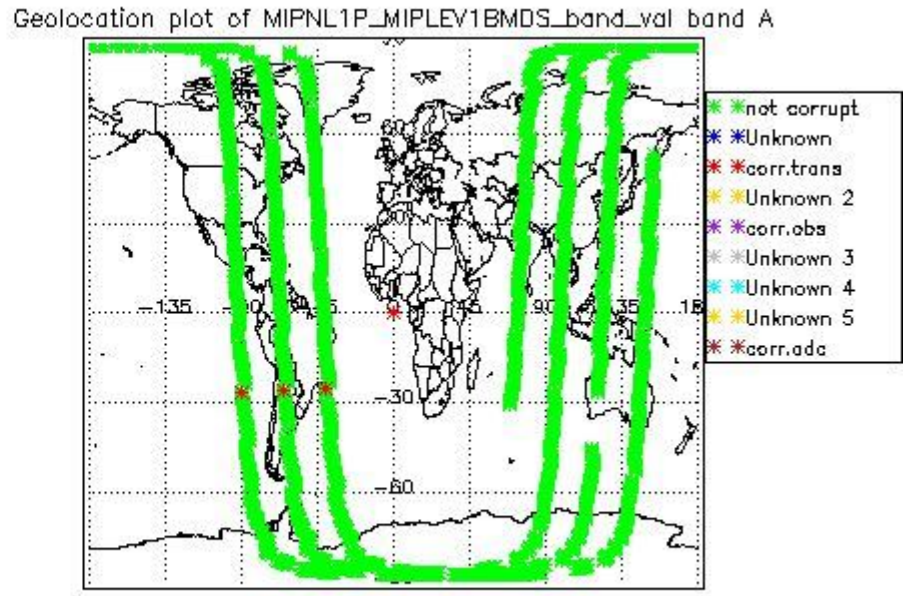 Geolocation plot of MIPNL1P_MIPLEV1BMDS_band_val band A
not corrupt
Unknown
corr.trans
Unknown 2
corr.obs
Unknown 3
Unknown 4
Unknown 5
corr.adc
-135
90
-30
-60